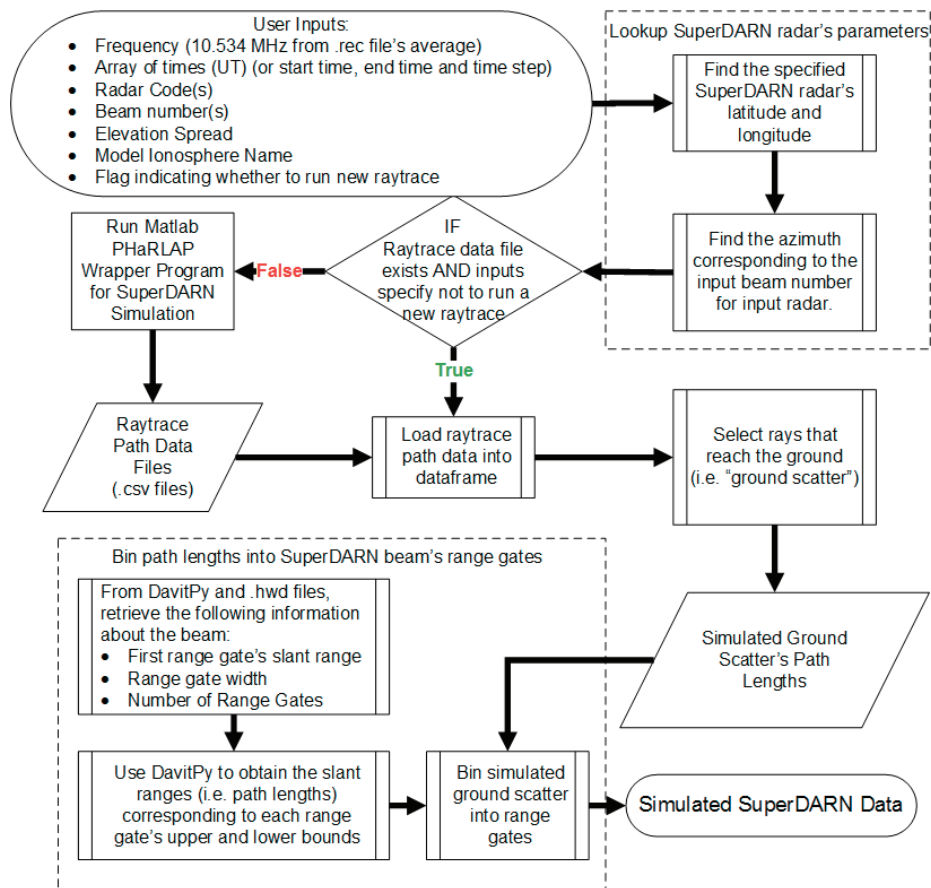 User Inputs:
• Frequency (10.534 MHz from .rec file's average)
• Array of times (UT) (or start time, end time and time step)
• Radar Code(s)
• Beam number(s)
• Elevation Spread
• Model Ionosphere Name
• Flag indicating whether to run new raytrace
Lookup SuperDARN radar's parameters
Find the specified
SuperDARN radar's
latitude and
longitude
Find the azimuth
corresponding to the
input beam number
for input radar.
IF
Raytrace data file
exists AND inputs
specify not to run a
new raytrace
False
True
Run Matlab
PHaRLAP
Wrapper Program
for SuperDARN
Simulation
Raytrace
Path Data
Files
(.csv files)
Load raytrace
path data into
dataframe
Select rays that
reach the ground
(i.e. “ground scatter”)
Simulated Ground
Scatter's Path
Lengths
Bin path lengths into SuperDARN beam's range gates
From DavitPy and .hwd files,
retrieve the following information
about the beam:
• First range gate's slant range
• Range gate width
• Number of Range Gates
Use DavitPy to obtain the slant
ranges (i.e. path lengths)
corresponding to each range
gate's upper and lower bounds
Bin simulated
ground scatter
into range
gates
Simulated SuperDARN Data